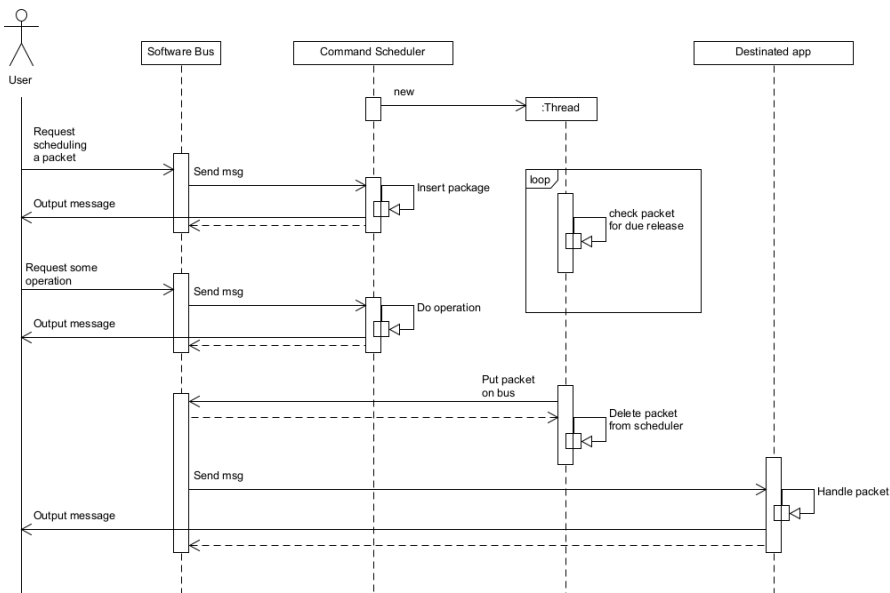 User
Software Bus
Command Scheduler
Destinated app
new
:Thread
Request
scheduling
a packet
Send msg
Insert package
Output message
loop
check packet
for due release
Request some
operation
Send msg
Do operation
Output message
Put packet
on bus
Delete packet
from scheduler
Send msg
Handle packet
Output message